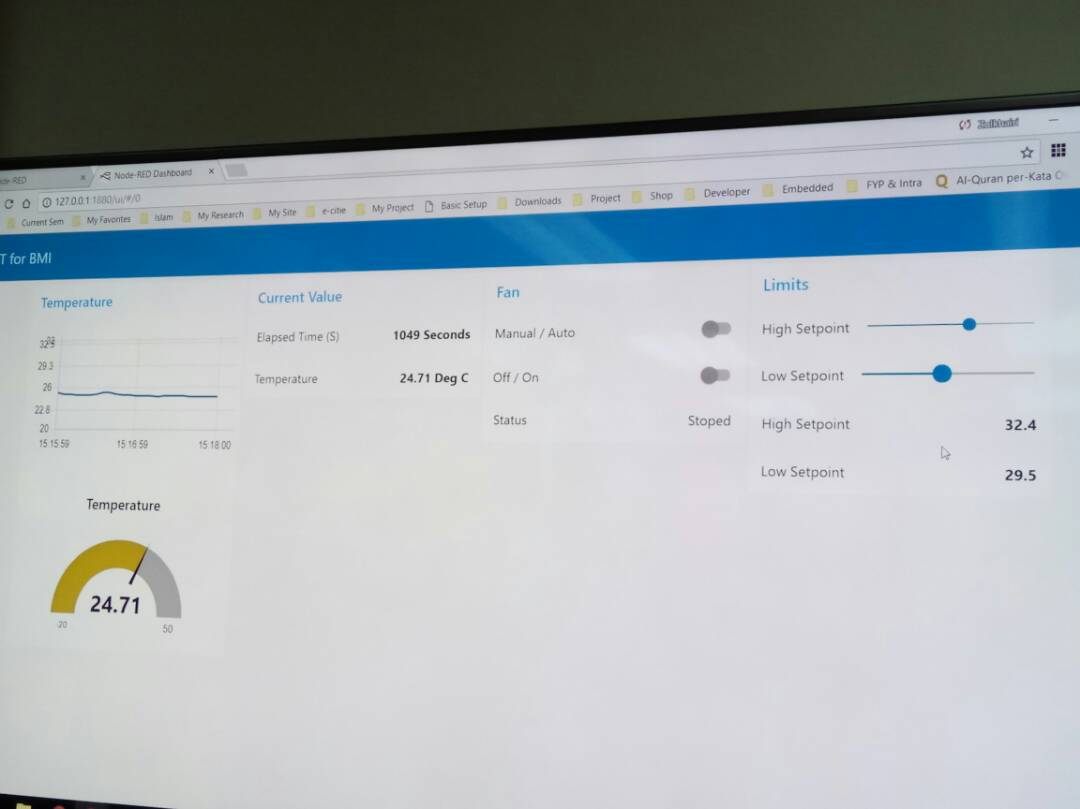 Node-RED Dashboard
127.0.0.1:1880/ui/#/0
Current Sem My Favorites Islam My Research My Site e-citie My Project Basic Setup Downloads Project Shop Developer Embedded FYP & Intra Al-Quran per-Kata
T for BMI
Temperature
29.3
26
22.8
20
15:15:59 15:16:59 15:18:00
Temperature
24.71
-20 50
Current Value
Elapsed Time (S) 1049 Seconds
Temperature 24.71 Deg C
Fan
Manual / Auto
Off / On
Status Stoped
Limits
High Setpoint
Low Setpoint
High Setpoint 32.4
Low Setpoint 29.5